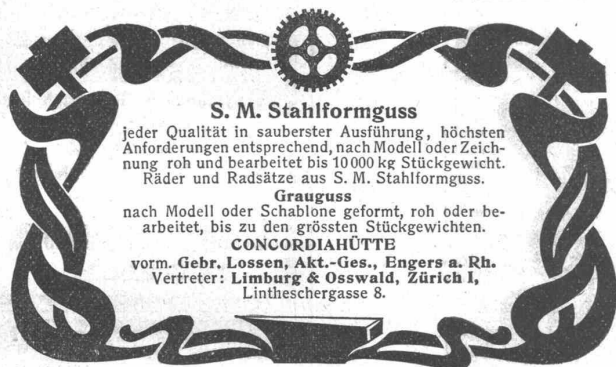 S. M. Stahlformguss
jeder Qualität in sauberster Ausführung, höchsten
Anforderungen entsprechend, nach Modell oder Zeich-
nung roh und bearbeitet bis 10000 kg Stückgewicht.
Räder und Radsätze aus S. M. Stahlformguss.
Grauguss
nach Modell oder Schablone geformt, roh oder be-
arbeitet, bis zu den grössten Stückgewichten.
CONCORDIAHÜTTE
vorm. Gebr. Lossen, Akt.-Ges., Engers a. Rh.
Vertreter: Limburg & Osswald, Zürich I,
Lintheschergasse 8.